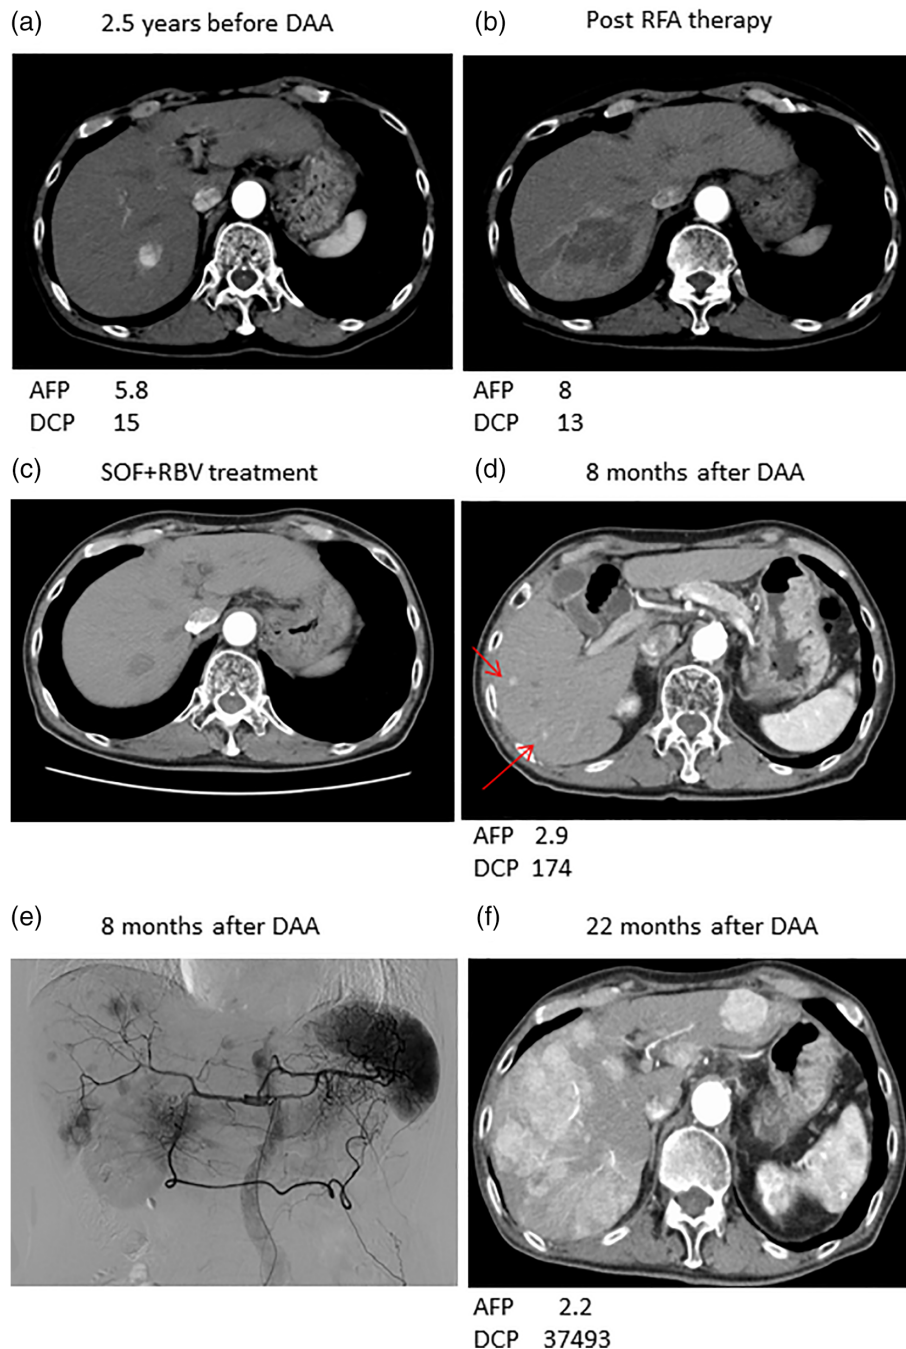 (a) 2.5 years before DAA
(b) Post RFA therapy
AFP 5.8
DCP 15
AFP 8
DCP 13
(c) SOF+RBV treatment
(d) 8 months after DAA
AFP 2.9
DCP 174
(e) 8 months after DAA
(f) 22 months after DAA
AFP 2.2
DCP 37493